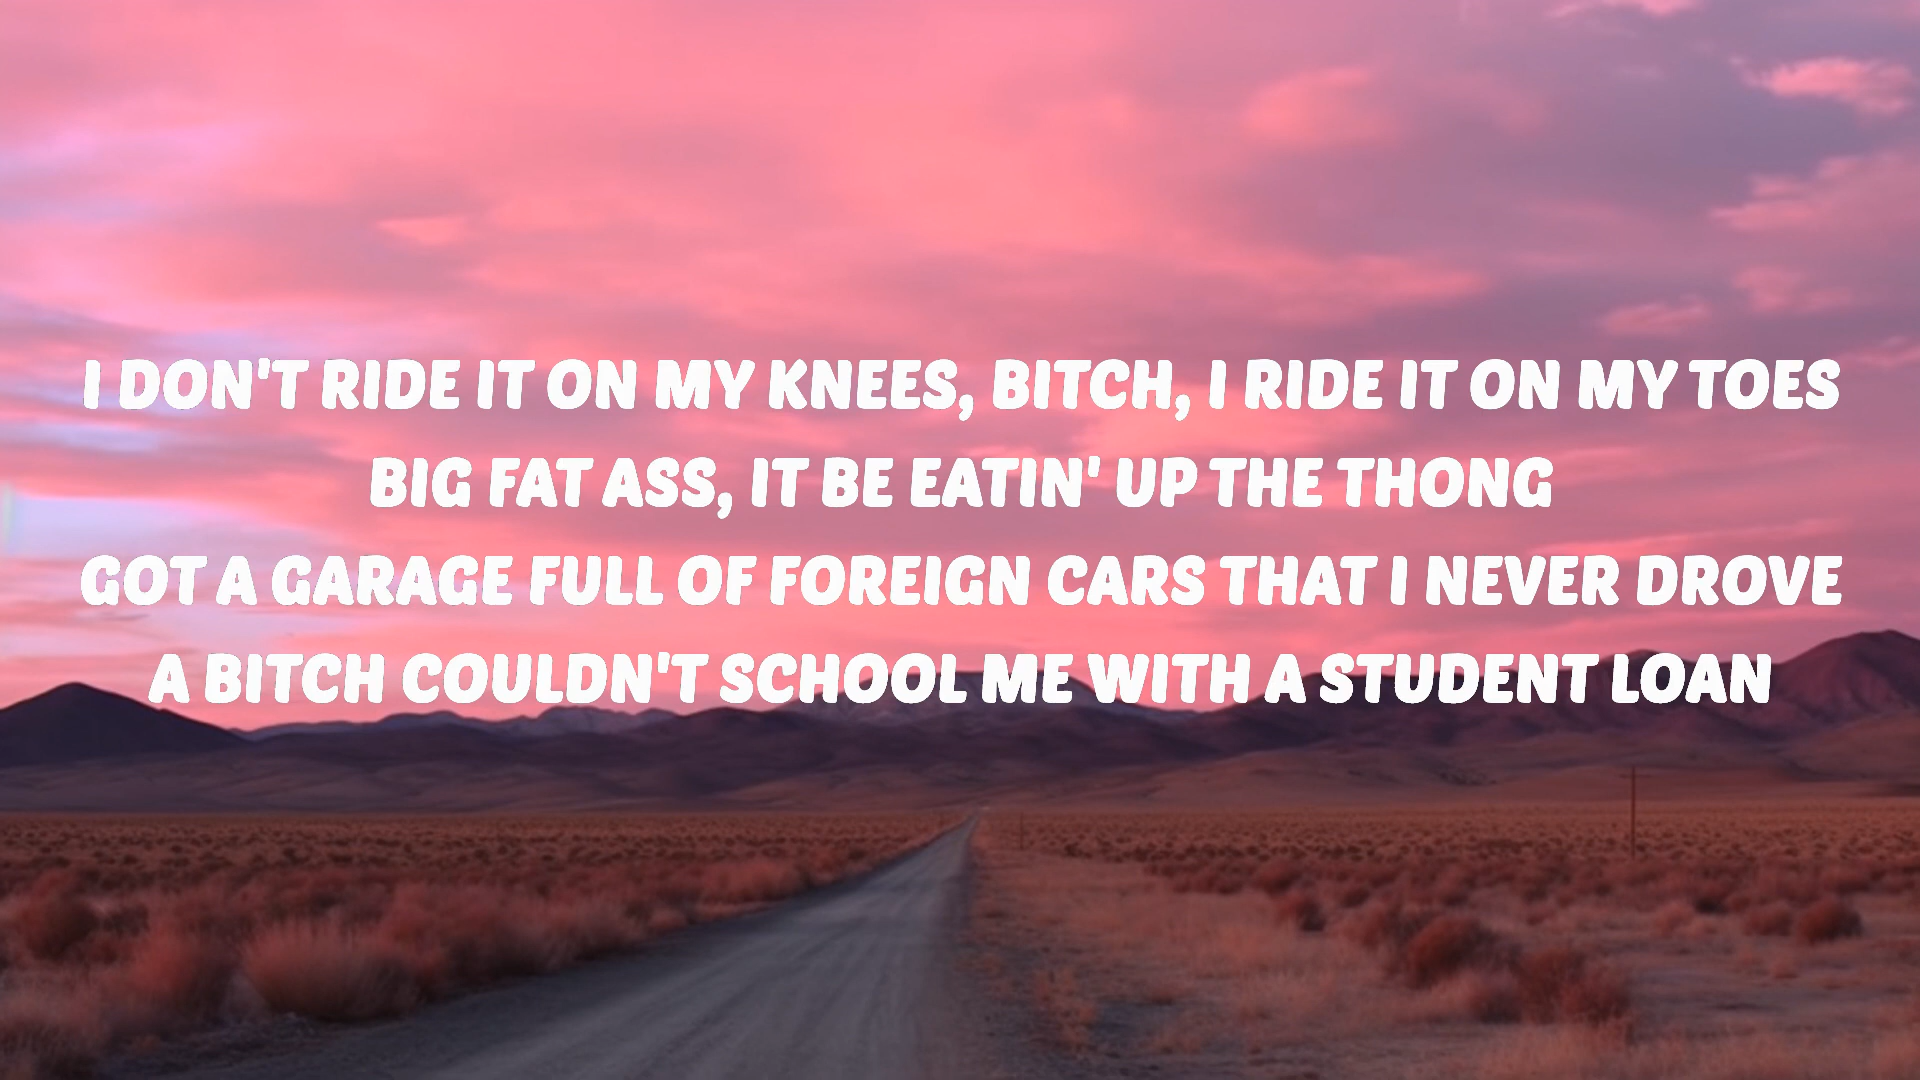 I DON'T RIDE IT ON MY KNEES, BITCH, I RIDE IT ON MY TOES
BIG FAT ASS, IT BE EATIN' UP THE THONG
GOT A GARAGE FULL OF FOREIGN CARS THAT I NEVER DROVE
A BITCH COULDN'T SCHOOL ME WITH A STUDENT LOAN